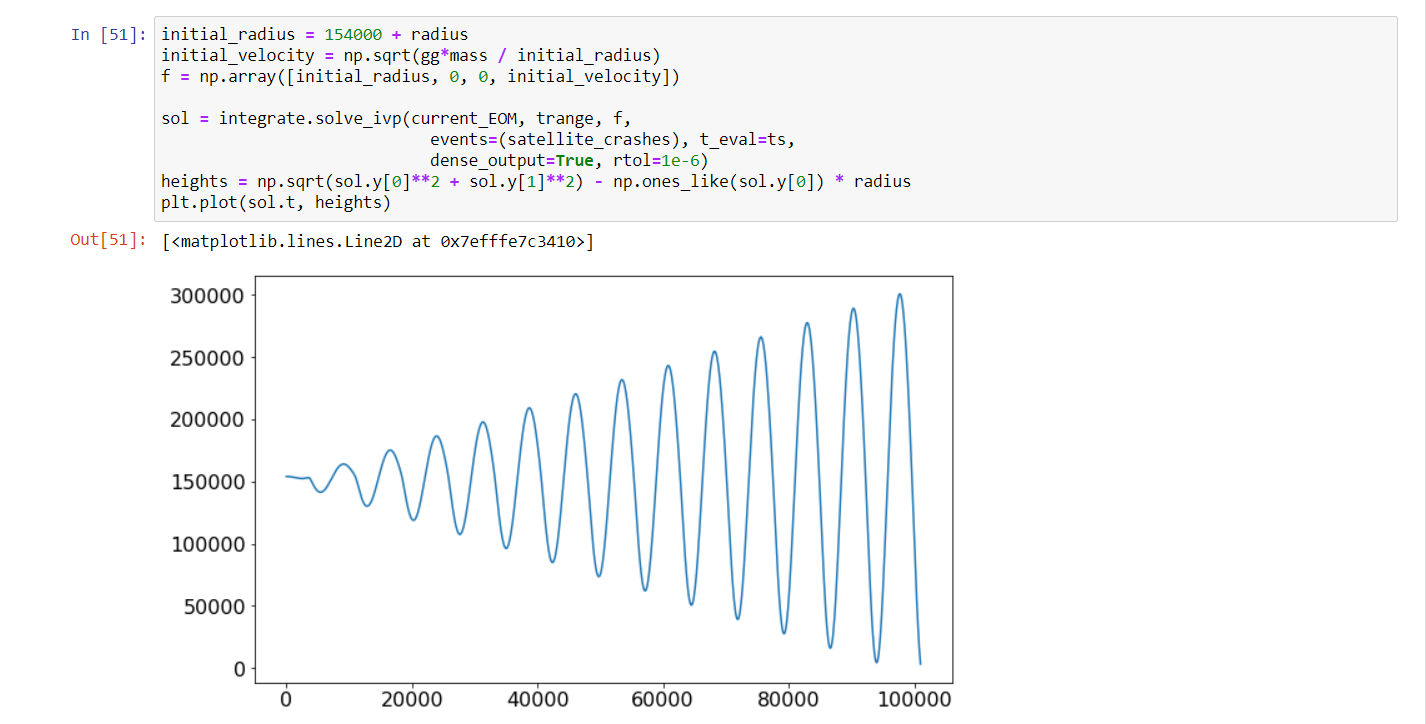 In [51]: initial_radius = 154000 + radius
initial_velocity = np.sqrt(gg*mass / initial_radius)
f = np.array([initial_radius, 0, 0, initial_velocity])
sol = integrate.solve_ivp(current_EOM, trange, f,
events=(satellite_crashes), t_eval=ts,
dense_output=True, rtol=1e-6)
heights = np.sqrt(sol.y[0]**2 + sol.y[1]**2) - np.ones_like(sol.y[0]) * radius
plt.plot(sol.t, heights)
Out[51]: [<matplotlib.lines.Line2D at 0x7efffe7c3410>]
300000
250000
200000
150000
100000
50000
0
0 20000 40000 60000 80000 100000